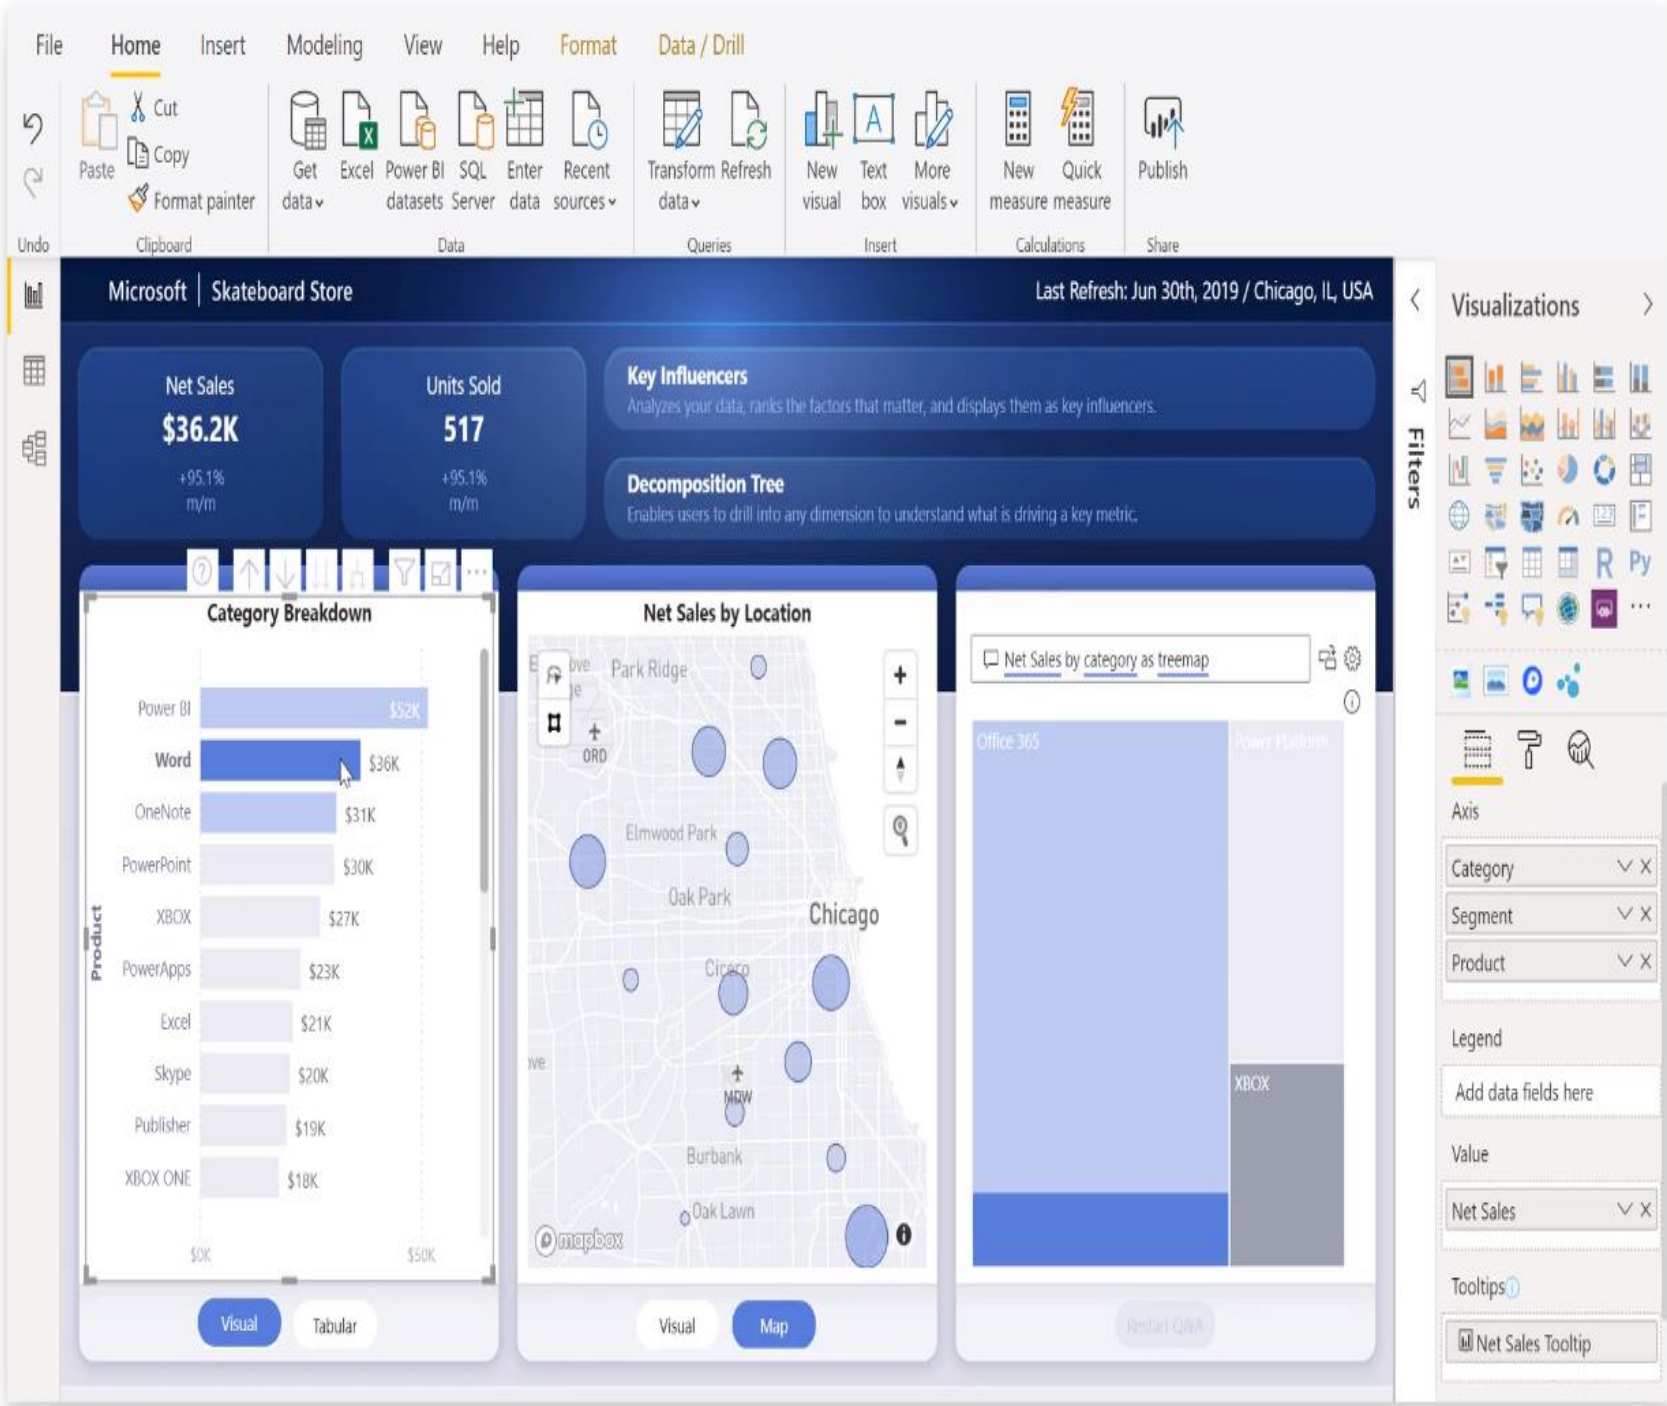 File Home Insert Modeling View Help Format Data / Drill
Cut
Copy
Format painter
Paste
Get data
Excel
Power BI datasets
SQL Server
Enter data
Recent sources
Transform data
Refresh
New visual
Text box
More visuals
New measure
Quick measure
Publish
Undo
Clipboard
Data
Queries
Insert
Calculations
Share
Microsoft | Skateboard Store
Last Refresh: Jun 30th, 2019 / Chicago, IL, USA
Net Sales
$36.2K
+95.1%
m/m
Units Sold
517
+95.1%
m/m
Key Influencers
Analyzes your data, ranks the factors that matter, and displays them as key influencers.
Decomposition Tree
Enables users to drill into any dimension to understand what is driving a key metric.
Category Breakdown
Product
Power BI $52K
Word $36K
OneNote $31K
PowerPoint $30K
XBOX $27K
PowerApps $23K
Excel $21K
Skype $20K
Publisher $19K
XBOX ONE $18K
$0K $50K
Visual Tabular
Net Sales by Location
Park Ridge
ORD
Elmwood Park
Oak Park
Chicago
Cicero
MDW
Burbank
Oak Lawn
mapbox
Visual Map
Net Sales by category as treemap
Office 365
Power Platform
XBOX
Restart Q&A
Filters
Visualizations
123
R Py
Axis
Category
Segment
Product
Legend
Add data fields here
Value
Net Sales
Tooltips
Net Sales Tooltip